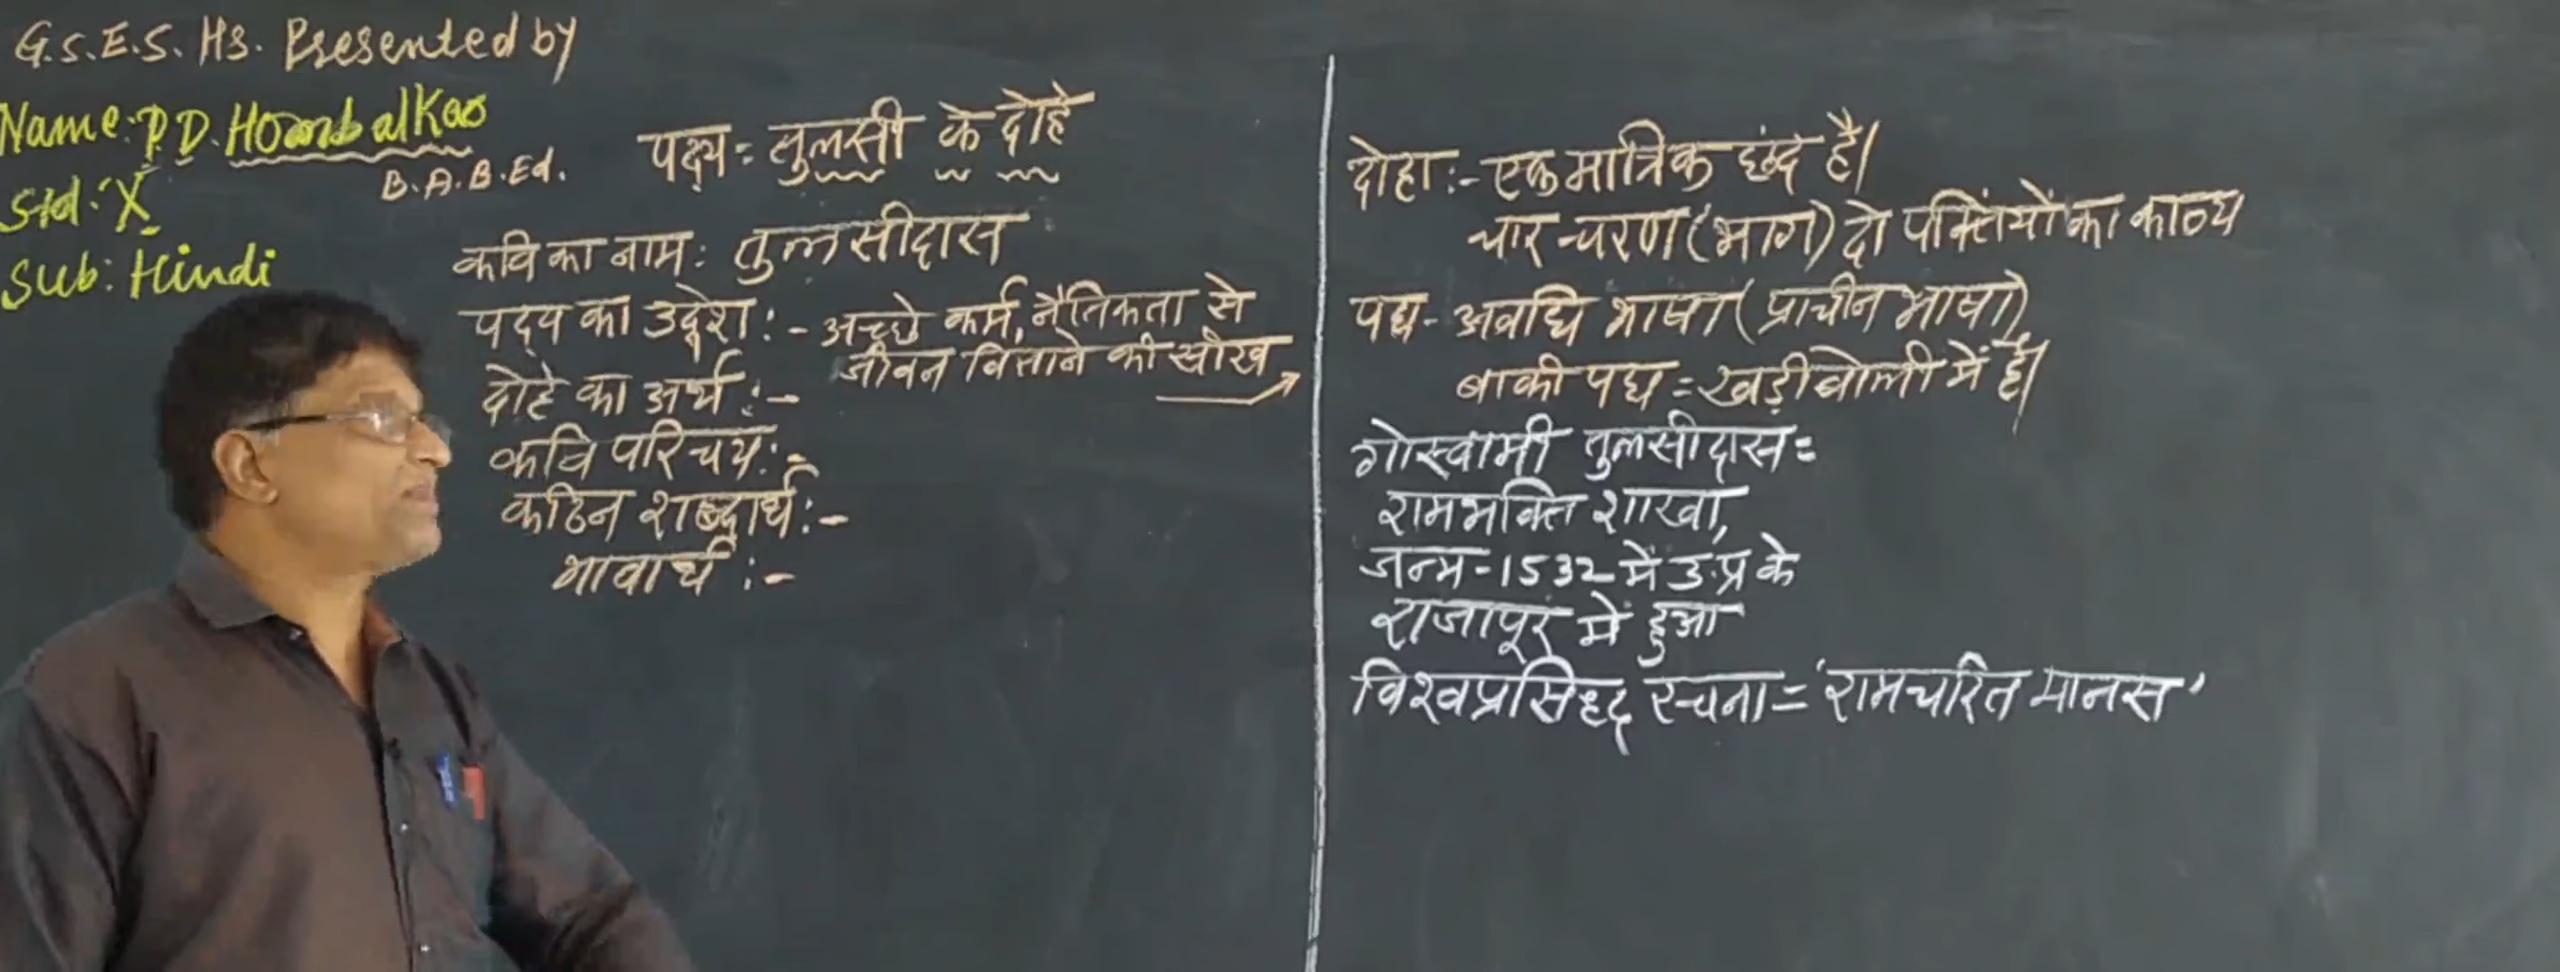 G.S.E.S. Hs. Presented by
Name: P.D. Hombalkar
B.A.B.Ed.
Std: X
Sub: Hindi
पद्य = तुलसी के दोहे
कवि का नाम: तुलसीदास
पद्य का उद्देश :- अच्छे कर्म, नैतिकता से
जीवन बिताने की सीख
दोहे का अर्थ :-
कवि परिचय:-
कठिन शब्दार्थ:-
भावार्थ :-
दोहा :- एक मात्रिक छंद है।
चार चरण (भाग) दो पंक्तियों का काव्य
पद्य - अवधि भाषा (प्राचीन भाषा)
बाकी पद्य = खड़ीबोली में है।
गोस्वामी तुलसीदास =
रामभक्ति शाखा,
जन्म - 1532 में उ.प्र के
राजापूर में हुआ
विश्वप्रसिध्द रचना = 'रामचरित मानस'